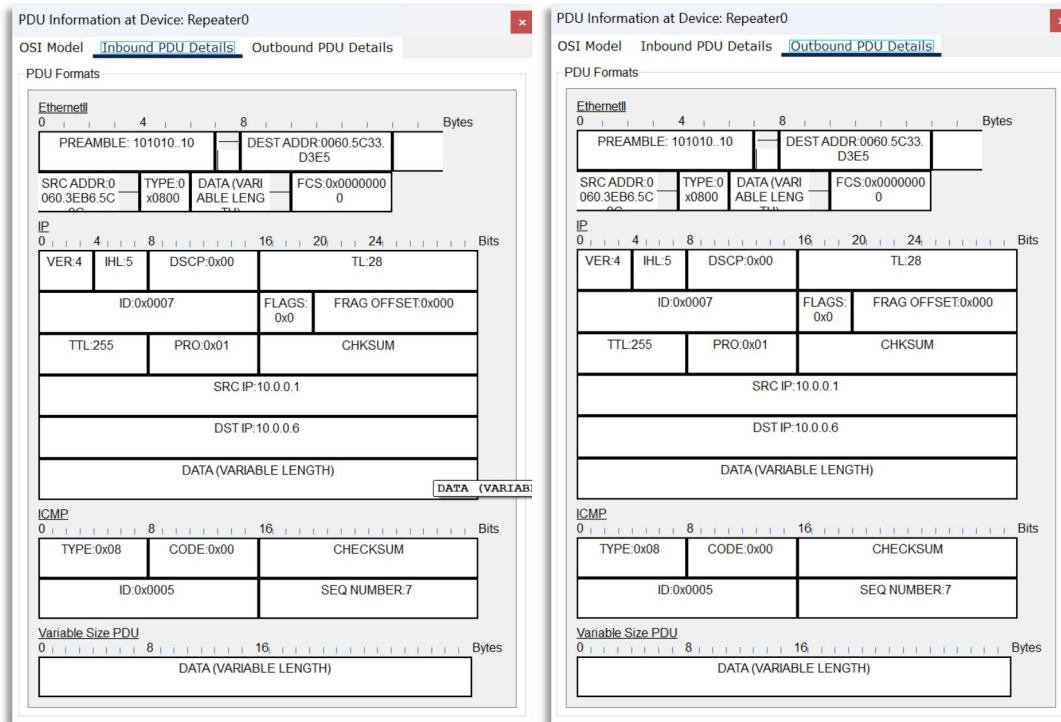 PDU Information at Device: Repeater0
OSI Model Inbound PDU Details Outbound PDU Details
PDU Formats
EthernetII
0 4 8 Bytes
PREAMBLE: 101010..10
DEST ADDR:0060.5C33.
D3E5
SRC ADDR:0
060.3EB6.5C
TYPE:0
x0800
DATA (VARI
ABLE LENG
TH)
FCS:0x0000000
0
IP
0 4 8 16 20 24 Bits
VER:4 IHL:5 DSCP:0x00 TL:28
ID:0x0007 FLAGS: FRAG OFFSET:0x000
0x0
TTL:255 PRO:0x01 CHKSUM
SRC IP:10.0.0.1
DST IP:10.0.0.6
DATA (VARIABLE LENGTH)
DATA (VARIAB
ICMP
0 8 16 Bits
TYPE:0x08 CODE:0x00 CHECKSUM
ID:0x0005 SEQ NUMBER:7
Variable Size PDU
0 8 16 Bytes
DATA (VARIABLE LENGTH)
PDU Information at Device: Repeater0
OSI Model Inbound PDU Details Outbound PDU Details
PDU Formats
EthernetII
0 4 8 Bytes
PREAMBLE: 101010..10
DEST ADDR:0060.5C33.
D3E5
SRC ADDR:0
060.3EB6.5C
TYPE:0
x0800
DATA (VARI
ABLE LENG
TH)
FCS:0x0000000
0
IP
0 4 8 16 20 24 Bits
VER:4 IHL:5 DSCP:0x00 TL:28
ID:0x0007 FLAGS: FRAG OFFSET:0x000
0x0
TTL:255 PRO:0x01 CHKSUM
SRC IP:10.0.0.1
DST IP:10.0.0.6
DATA (VARIABLE LENGTH)
ICMP
0 8 16 Bits
TYPE:0x08 CODE:0x00 CHECKSUM
ID:0x0005 SEQ NUMBER:7
Variable Size PDU
0 8 16 Bytes
DATA (VARIABLE LENGTH)